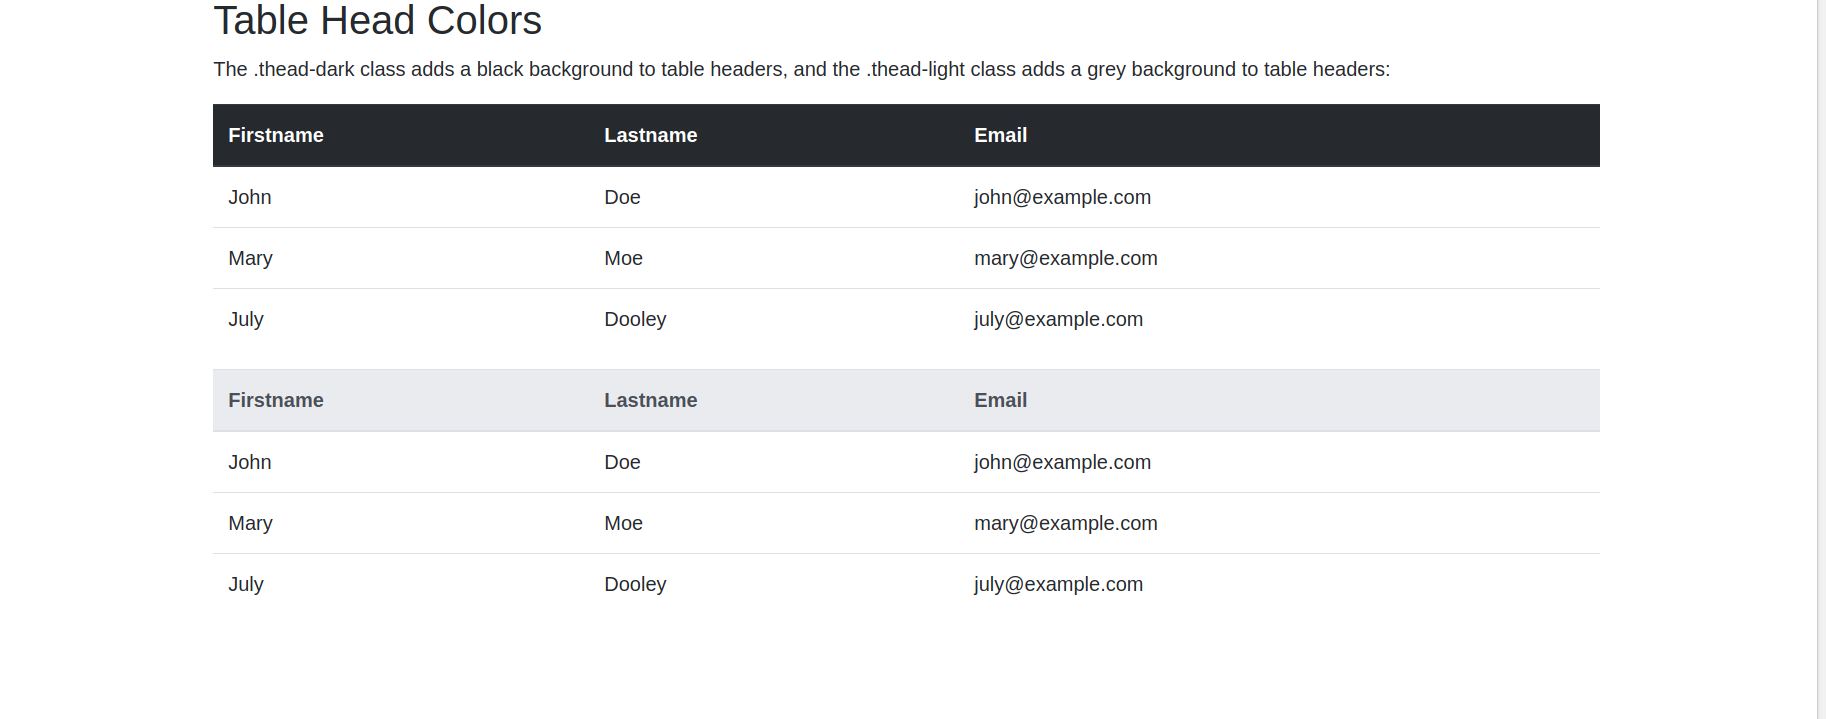 Table Head Colors
The .thead-dark class adds a black background to table headers, and the .thead-light class adds a grey background to table headers:
Firstname Lastname Email
John Doe john@example.com
Mary Moe mary@example.com
July Dooley july@example.com
Firstname Lastname Email
John Doe john@example.com
Mary Moe mary@example.com
July Dooley july@example.com